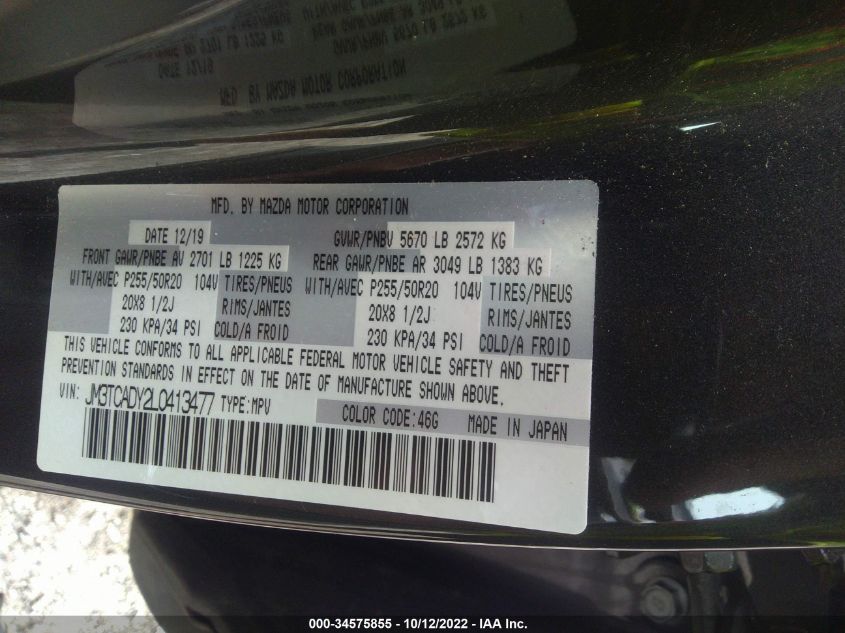 MFD. BY MAZDA MOTOR CORPORATION
DATE 12/19
GVWR/PNBV 5670 LB 2572 KG
FRONT GAWR/PNBE AV 2701 LB 1225 KG
REAR GAWR/PNBE AR 3049 LB 1383 KG
WITH/AVEC P255/50R20 104V TIRES/PNEUS
WITH/AVEC P255/50R20 104V TIRES/PNEUS
20X8 1/2J RIMS/JANTES
20X8 1/2J RIMS/JANTES
230 KPA/34 PSI COLD/A FROID
230 KPA/34 PSI COLD/A FROID
THIS VEHICLE CONFORMS TO ALL APPLICABLE FEDERAL MOTOR VEHICLE SAFETY AND THEFT
PREVENTION STANDARDS IN EFFECT ON THE DATE OF MANUFACTURE SHOWN ABOVE.
VIN: JM3TCADY2L0413477 TYPE:MPV
COLOR CODE:46G MADE IN JAPAN
000-34575855 - 10/12/2022 - IAA Inc.